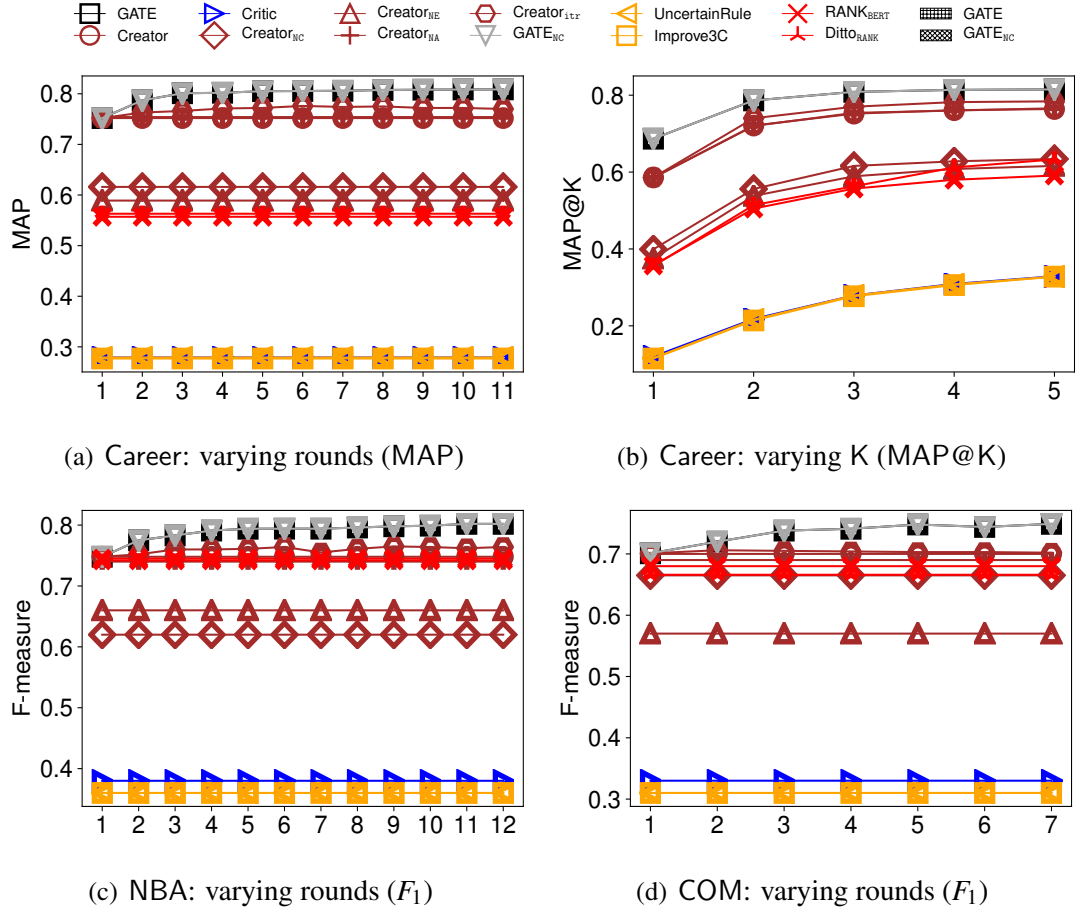 GATE Critic Creator_NE Creator_itr UncertainRule RANK_BERT GATE
Creator Creator_NC Creator_NA GATE_NC Improve3C Ditto_RANK GATE_NC
0.8
0.7
0.6
0.5
0.4
0.3
MAP
1 2 3 4 5 6 7 8 9 10 11
(a) Career: varying rounds (MAP)
0.8
0.6
0.4
0.2
MAP@K
1 2 3 4 5
(b) Career: varying K (MAP@K)
0.8
0.7
0.6
0.5
0.4
F-measure
1 2 3 4 5 6 7 8 9 10 11 12
(c) NBA: varying rounds (F1)
0.7
0.6
0.5
0.4
0.3
F-measure
1 2 3 4 5 6 7
(d) COM: varying rounds (F1)